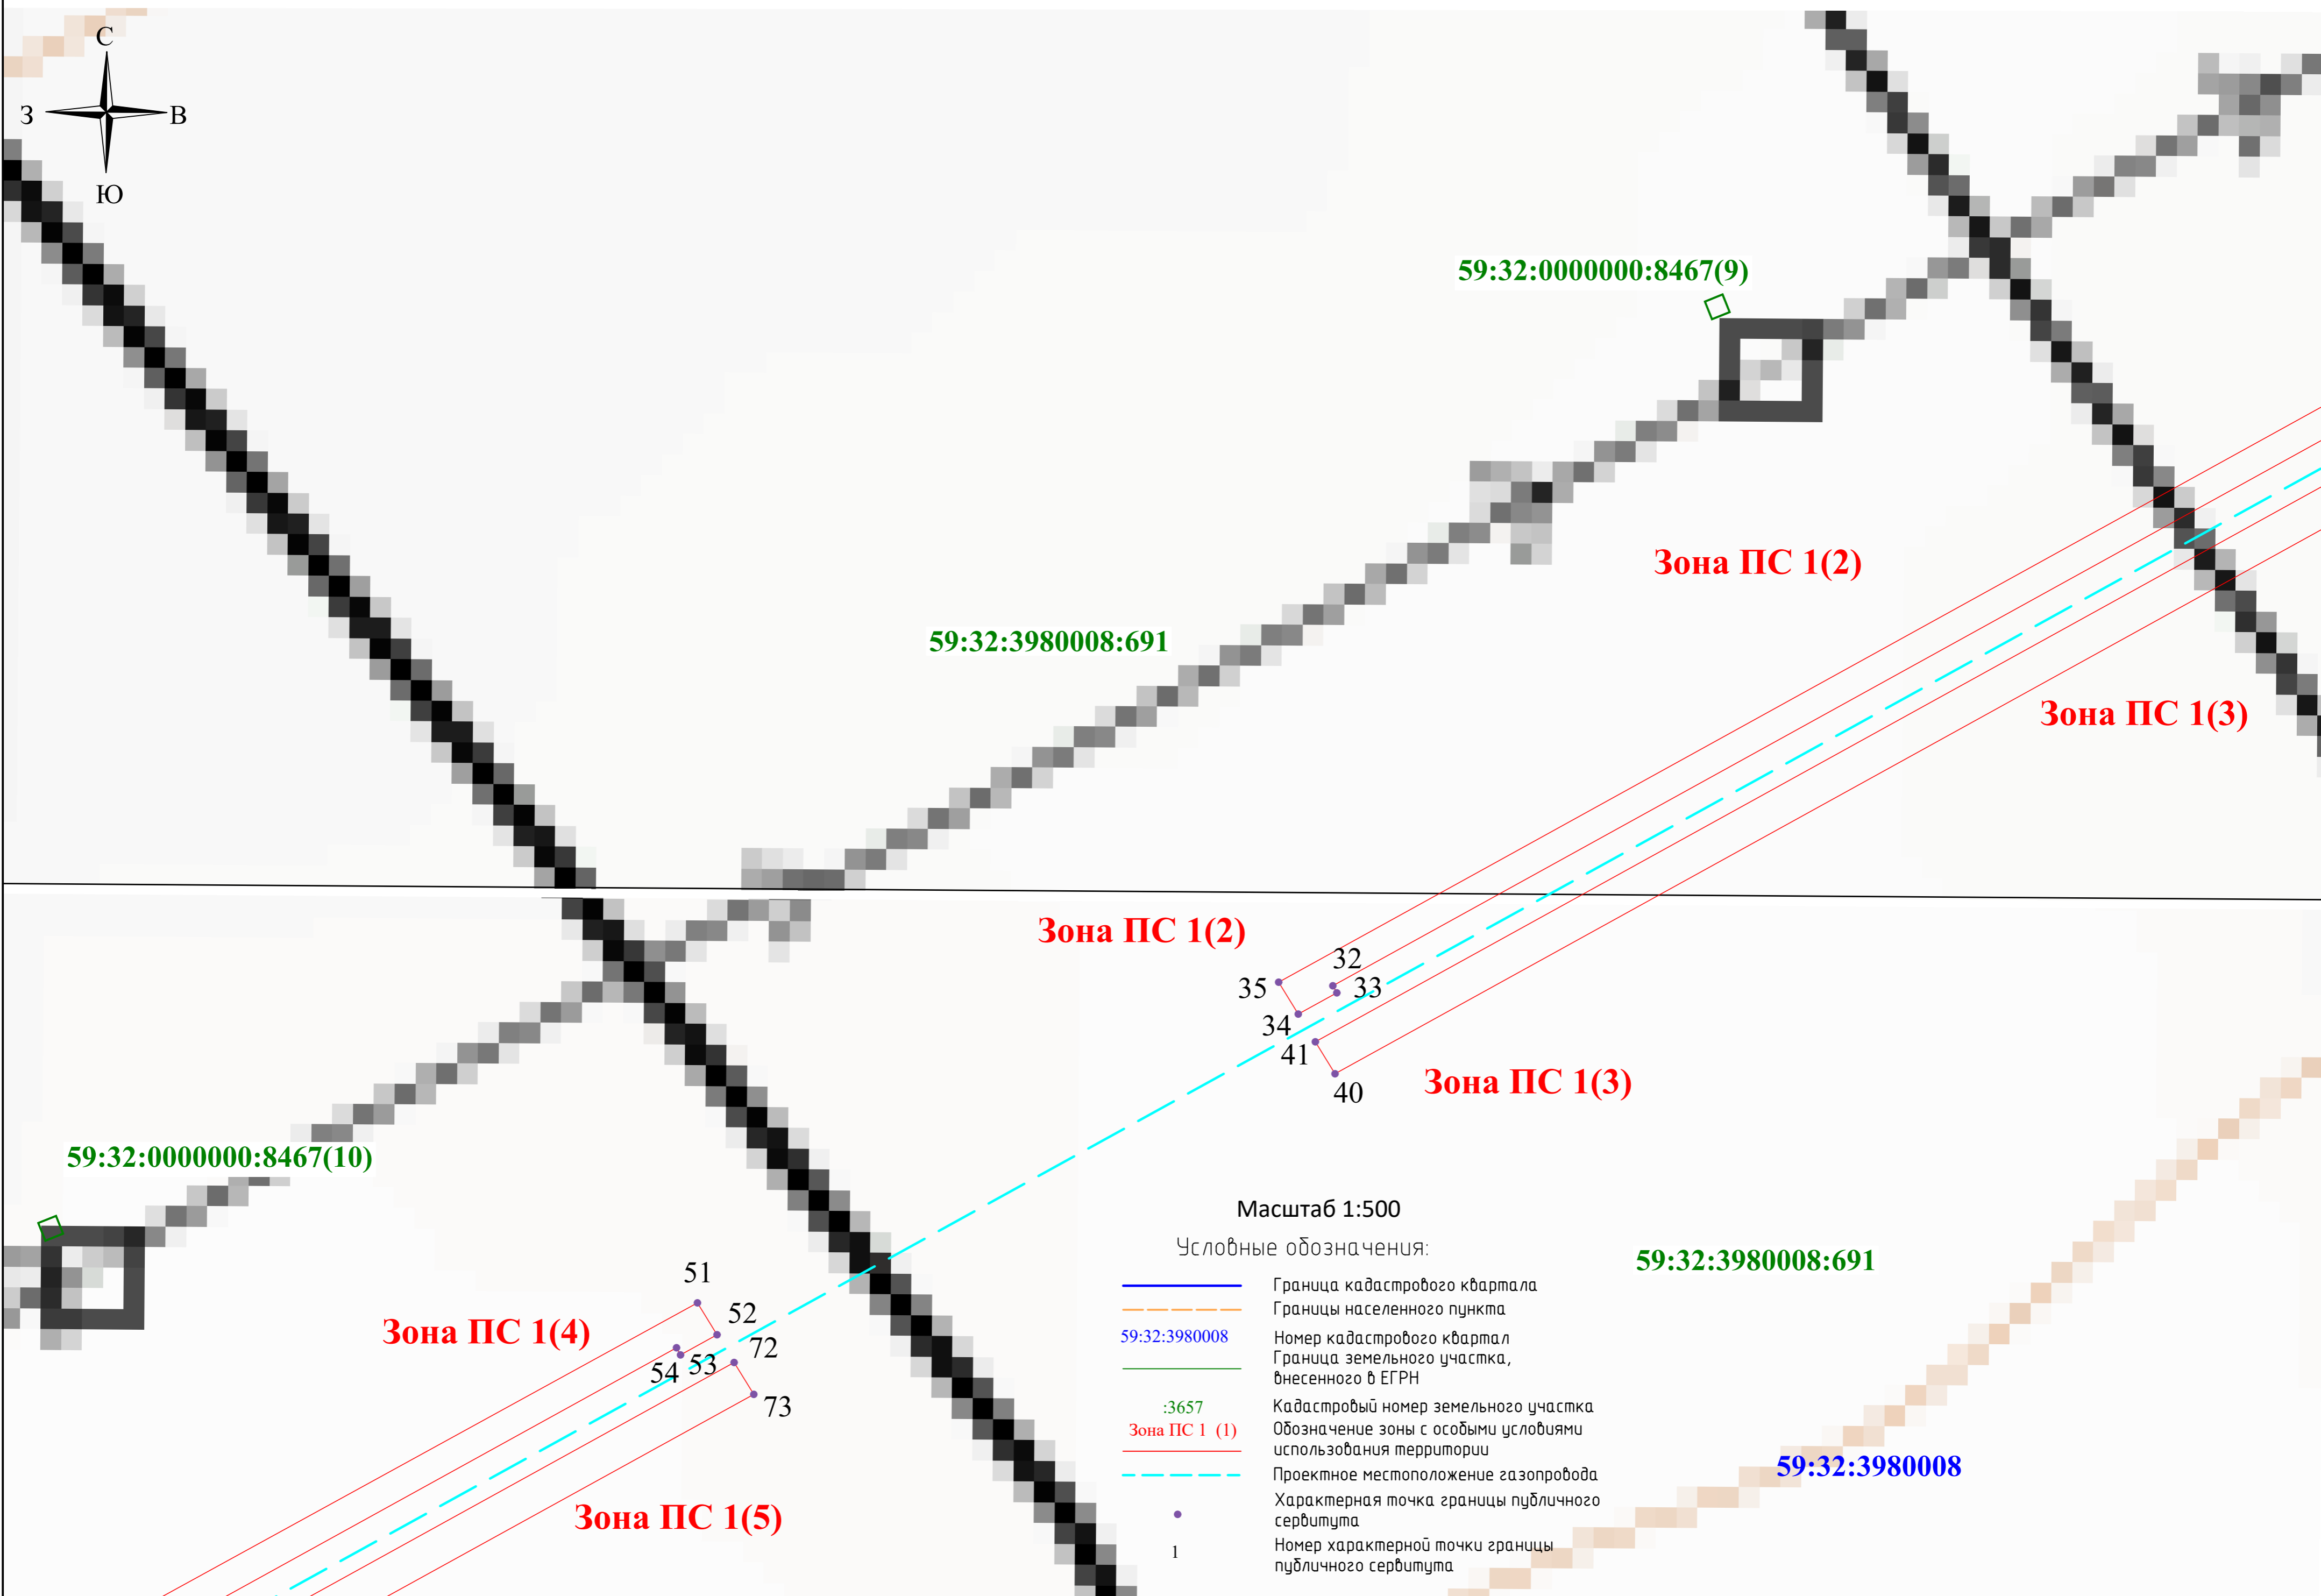 С
З
В
Ю
59:32:0000000:8467(9)
Зона ПС 1(2)
59:32:3980008:691
Зона ПС 1(3)
Зона ПС 1(2)
32
35
33
34
41
Зона ПС 1(3)
40
59:32:0000000:8467(10)
51
52
Зона ПС 1(4)
72
54
53
73
Зона ПС 1(5)
Масштаб 1:500
Условные обозначения:
59:32:3980008:691
Граница кадастрового квартала
Границы населенного пункта
59:32:3980008 Номер кадастрового квартал
Граница земельного участка,
внесенного в ЕГРН
:3657 Кадастровый номер земельного участка
Зона ПС 1 (1) Обозначение зоны с особыми условиями
использования территории
Проектное местоположение газопровода
59:32:3980008
Характерная точка границы публичного
сервитута
1 Номер характерной точки границы
публичного сервитута